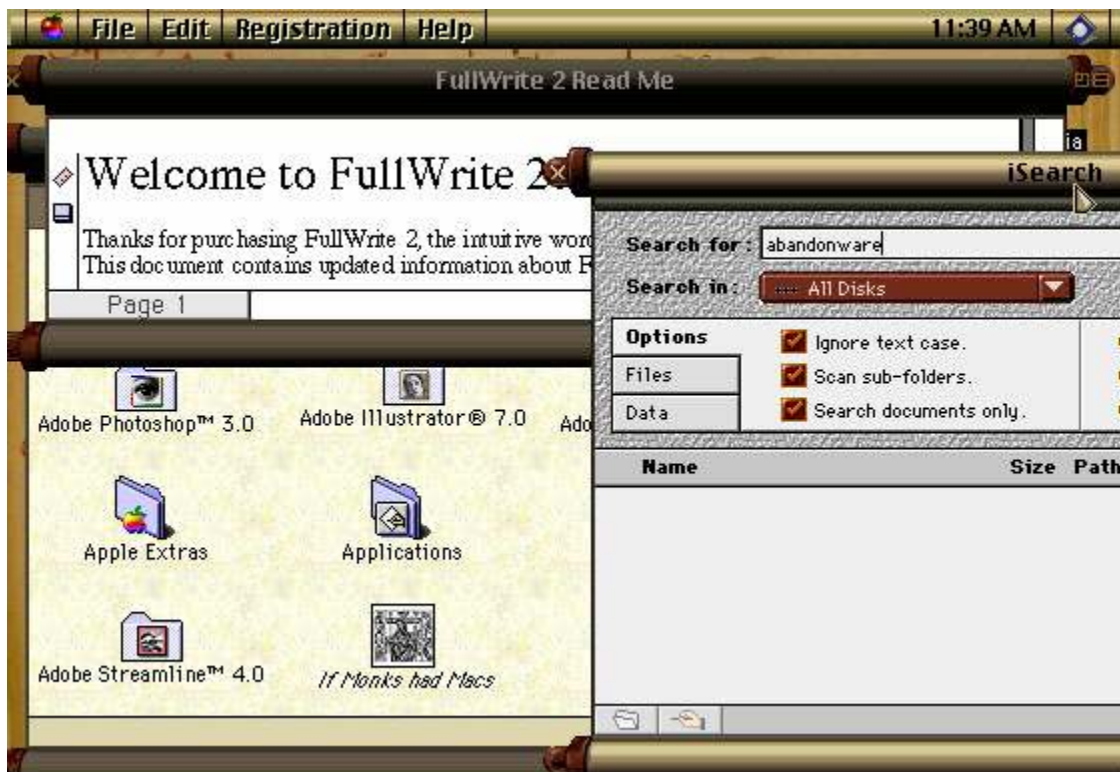 File Edit Registration Help 11:39 AM
FullWrite 2 Read Me
ia
Welcome to FullWrite 2
Thanks for purchasing FullWrite 2, the intuitive word
This document contains updated information about F
Page 1
iSearch
Search for: abandonware
Search in: All Disks
Options
Files
Data
Ignore text case.
Scan sub-folders.
Search documents only.
Name Size Path
Adobe Photoshop™ 3.0 Adobe Illustrator® 7.0 Ado
Apple Extras Applications
Adobe Streamline™ 4.0 If Monks had Macs